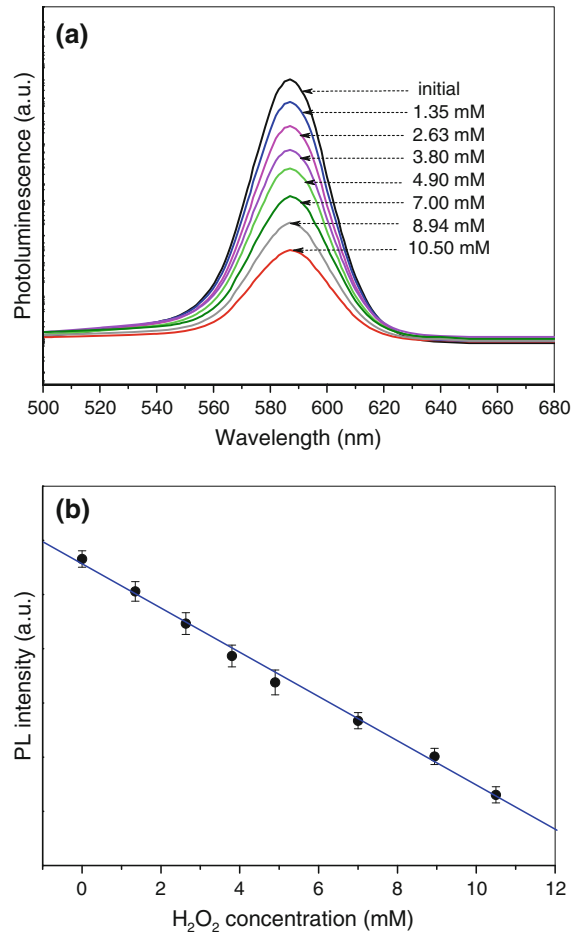 (a)
Photoluminescence (a.u.)
initial
1.35 mM
2.63 mM
3.80 mM
4.90 mM
7.00 mM
8.94 mM
10.50 mM
500 520 540 560 580 600 620 640 660 680
Wavelength (nm)
(b)
PL intensity (a.u.)
0 2 4 6 8 10 12
H₂O₂ concentration (mM)